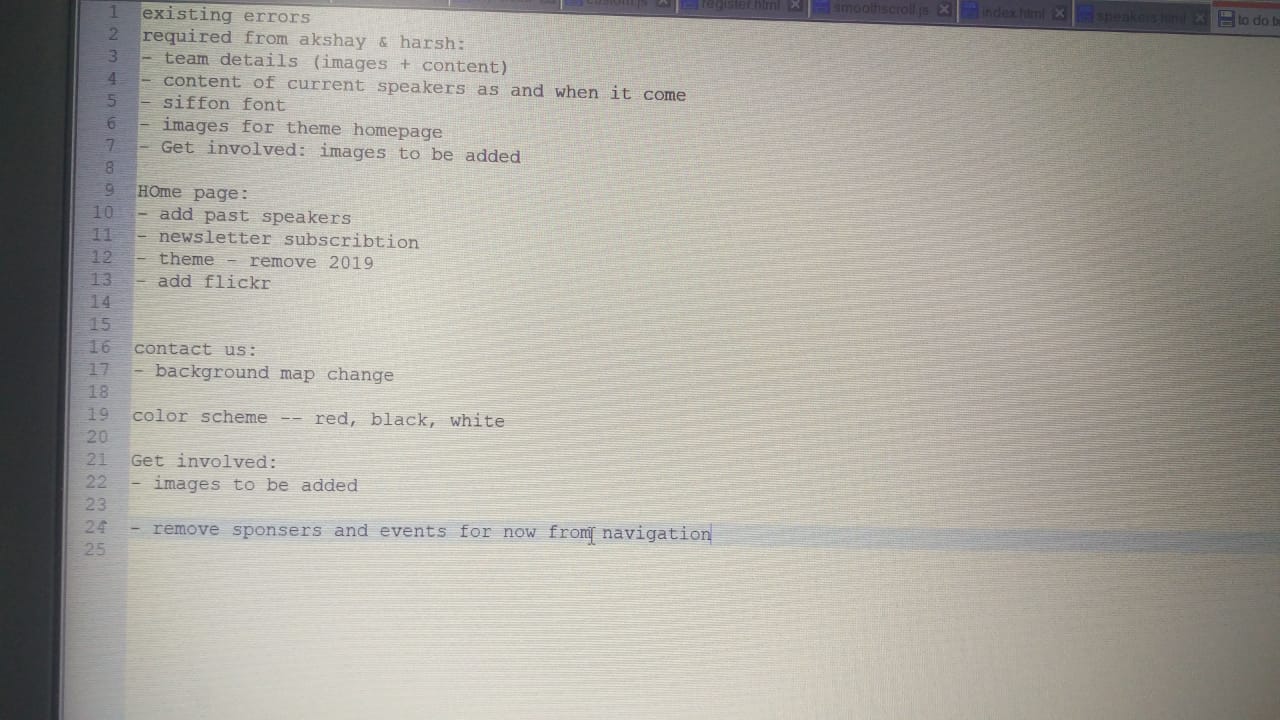 custom.js register.html smoothscroll.js index.html speakers.html to do
1 existing errors
2 required from akshay & harsh:
3 - team details (images + content)
4 - content of current speakers as and when it come
5 - siffon font
6 - images for theme homepage
7 - Get involved: images to be added
8
9 HOme page:
10 - add past speakers
11 - newsletter subscribtion
12 - theme - remove 2019
13 - add flickr
14
15
16 contact us:
17 - background map change
18
19 color scheme -- red, black, white
20
21 Get involved:
22 - images to be added
23
24 - remove sponsers and events for now from navigation
25